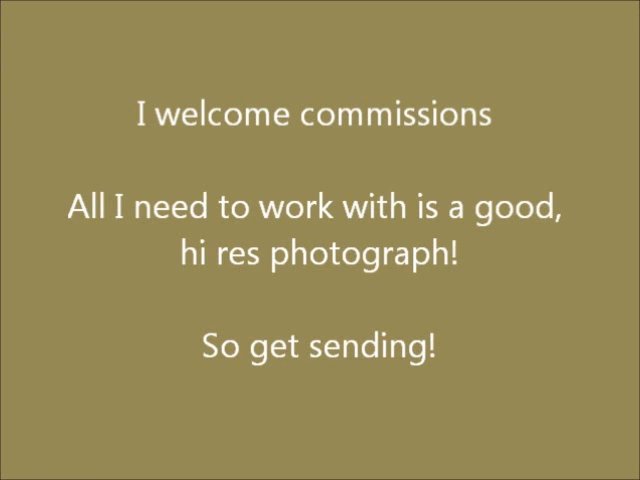 I welcome commissions
All I need to work with is a good,
hi res photograph!
So get sending!